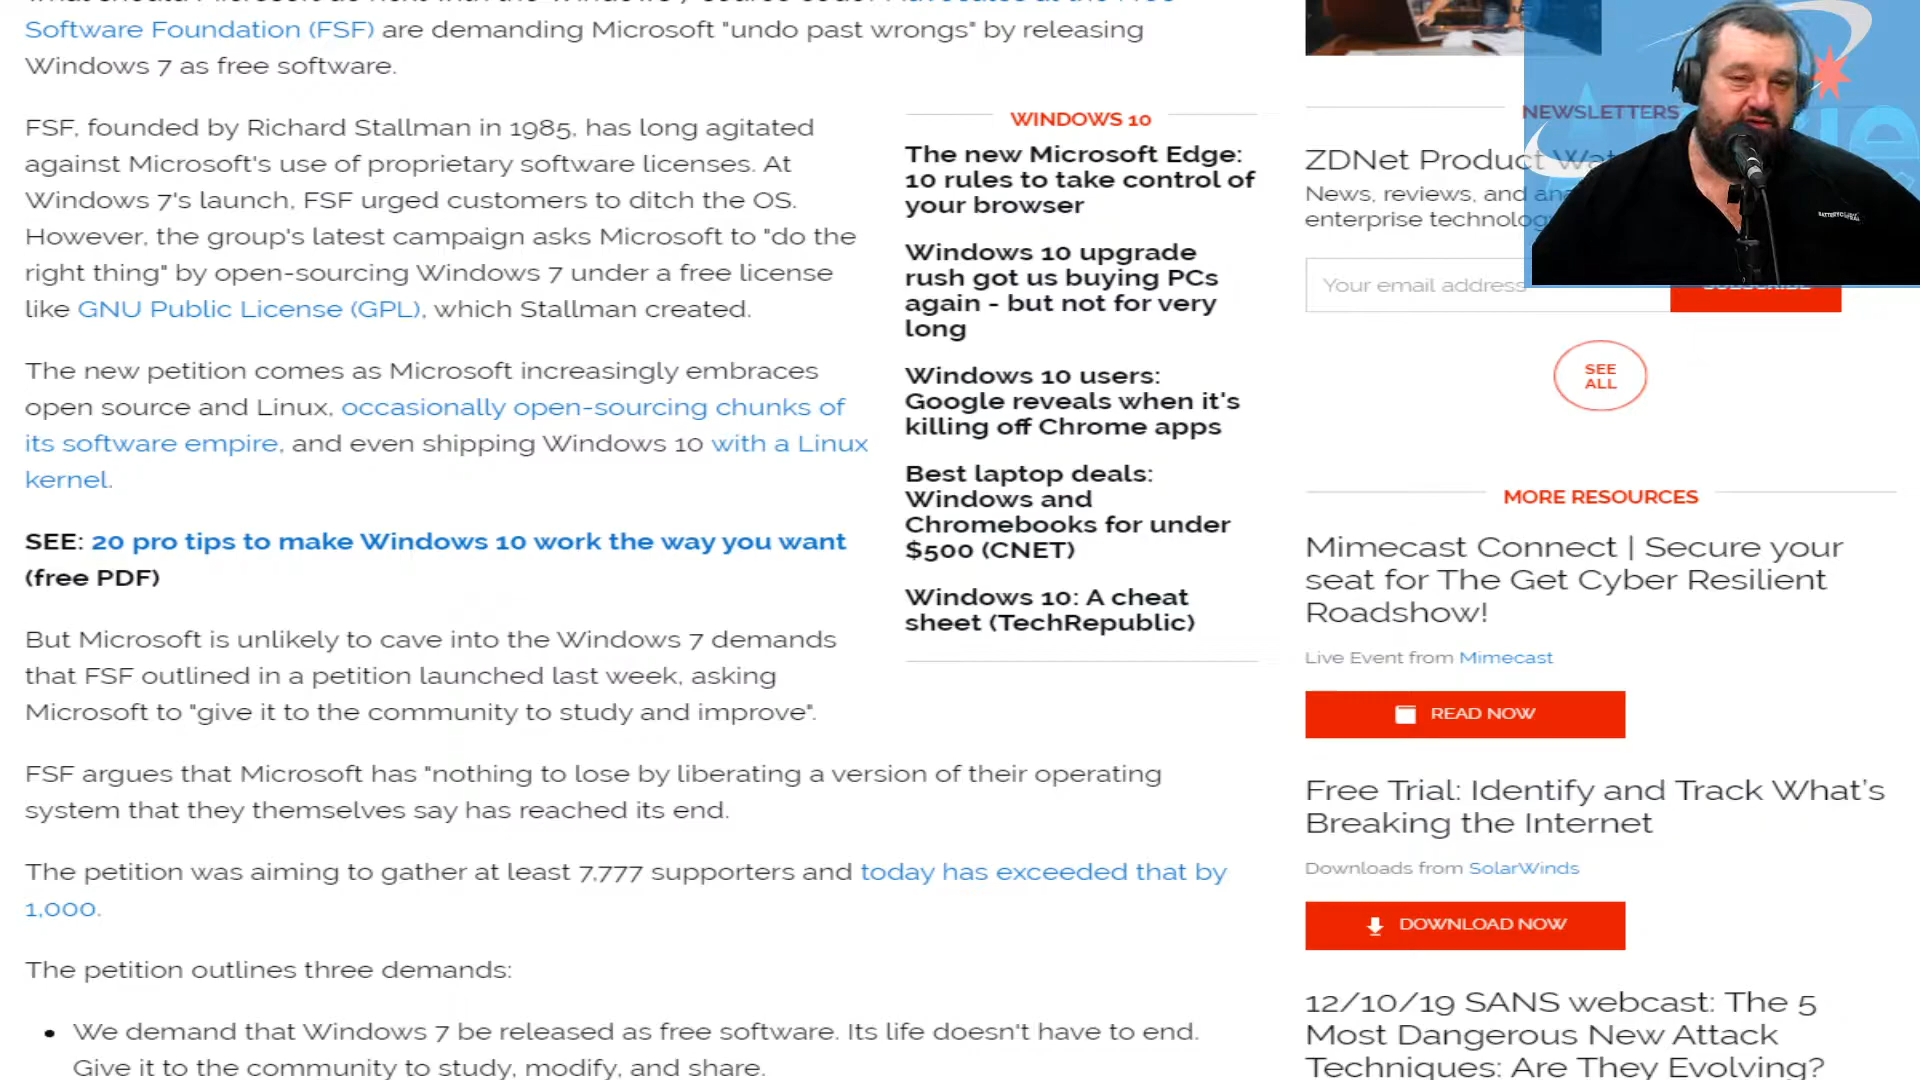 Software Foundation (FSF) are demanding Microsoft "undo past wrongs" by releasing
Windows 7 as free software.
FSF, founded by Richard Stallman in 1985, has long agitated
against Microsoft's use of proprietary software licenses. At
Windows 7's launch, FSF urged customers to ditch the OS.
However, the group's latest campaign asks Microsoft to "do the
right thing" by open-sourcing Windows 7 under a free license
like GNU Public License (GPL), which Stallman created.
The new petition comes as Microsoft increasingly embraces
open source and Linux, occasionally open-sourcing chunks of
its software empire, and even shipping Windows 10 with a Linux
kernel.
SEE: 20 pro tips to make Windows 10 work the way you want
(free PDF)
But Microsoft is unlikely to cave into the Windows 7 demands
that FSF outlined in a petition launched last week, asking
Microsoft to "give it to the community to study and improve".
FSF argues that Microsoft has "nothing to lose by liberating a version of their operating
system that they themselves say has reached its end.
The petition was aiming to gather at least 7,777 supporters and today has exceeded that by
1,000.
The petition outlines three demands:
• We demand that Windows 7 be released as free software. Its life doesn't have to end.
Give it to the community to study, modify, and share.
WINDOWS 10
The new Microsoft Edge:
10 rules to take control of
your browser
Windows 10 upgrade
rush got us buying PCs
again - but not for very
long
Windows 10 users:
Google reveals when it's
killing off Chrome apps
Best laptop deals:
Windows and
Chromebooks for under
$500 (CNET)
Windows 10: A cheat
sheet (TechRepublic)
NEWSLETTERS
ZDNet Product
News, reviews, and
enterprise
Your email address
SUBSCRIBE
SEE
ALL
MORE RESOURCES
Mimecast Connect | Secure your
seat for The Get Cyber Resilient
Roadshow!
Live Event from Mimecast
READ NOW
Free Trial: Identify and Track What's
Breaking the Internet
Downloads from SolarWinds
DOWNLOAD NOW
12/10/19 SANS webcast: The 5
Most Dangerous New Attack
Techniques: Are They Evolving?